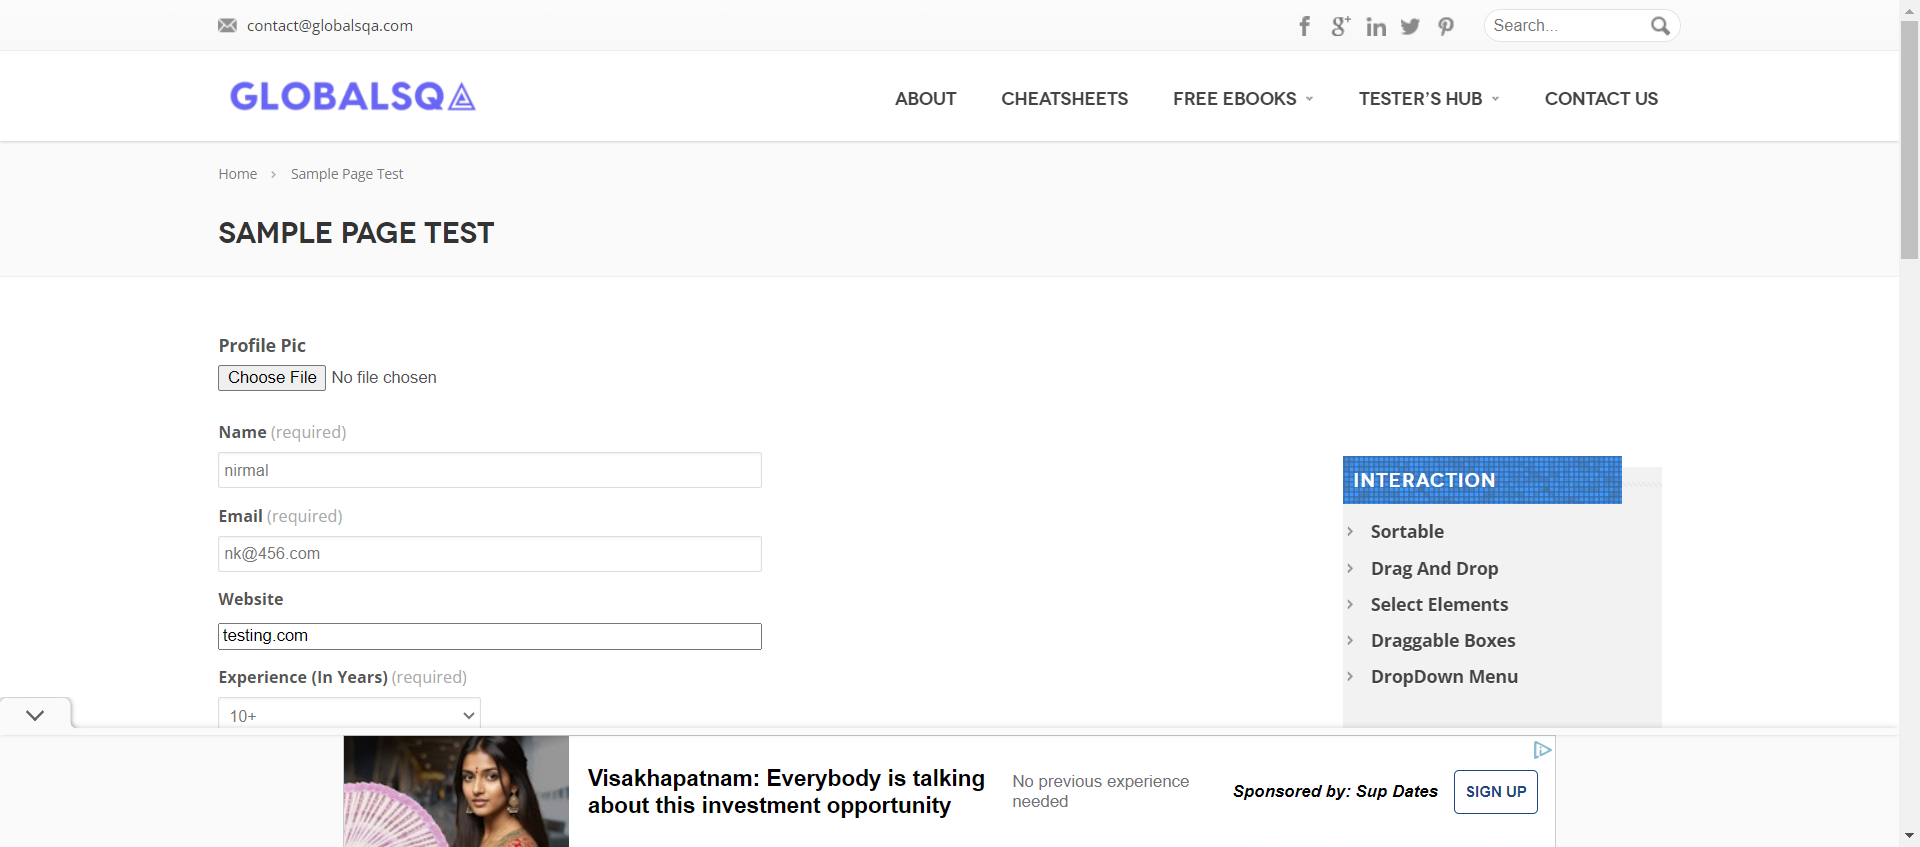 contact@globalsqa.com
Search...
GLOBALSQA
ABOUT
CHEATSHEETS
FREE EBOOKS
TESTER'S HUB
CONTACT US
Home
Sample Page Test
SAMPLE PAGE TEST
Profile Pic
Choose File No file chosen
Name (required)
nirmal
Email (required)
nk@456.com
Website
testing.com
Experience (In Years) (required)
10+
INTERACTION
Sortable
Drag And Drop
Select Elements
Draggable Boxes
DropDown Menu
Visakhapatnam: Everybody is talking
about this investment opportunity
No previous experience
needed
Sponsored by: Sup Dates
SIGN UP